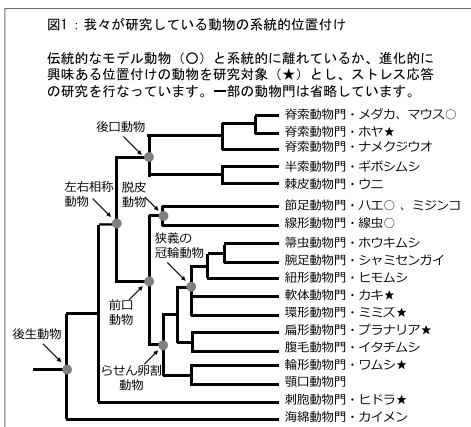 図1：我々が研究している動物の系統的位置付け
伝統的なモデル動物（〇）と系統的に離れているか、進化的に
興味ある位置付けの動物を研究対象（★）とし、ストレス応答
の研究を行なっています。一部の動物門は省略しています。
脊索動物門・メダカ、マウス○
後口動物
脊索動物門・ホヤ★
脊索動物門・ナメクジウオ
半索動物門・ギボシムシ
棘皮動物門・ウニ
左右相称
動物
脱皮
動物
節足動物門・ハエ○、ミジンコ
線形動物門・線虫○
狭義の
冠輪動物
箒虫動物門・ホウキムシ
腕足動物門・シャミセンガイ
紐形動物門・ヒモムシ
軟体動物門・カキ★
前口
動物
環形動物門・ミミズ★
後生動物
扁形動物門・プラナリア★
腹毛動物門・イタチムシ
らせん卵割
動物
輪形動物門・ワムシ★
顎口動物門
刺胞動物門・ヒドラ★
海綿動物門・カイメン